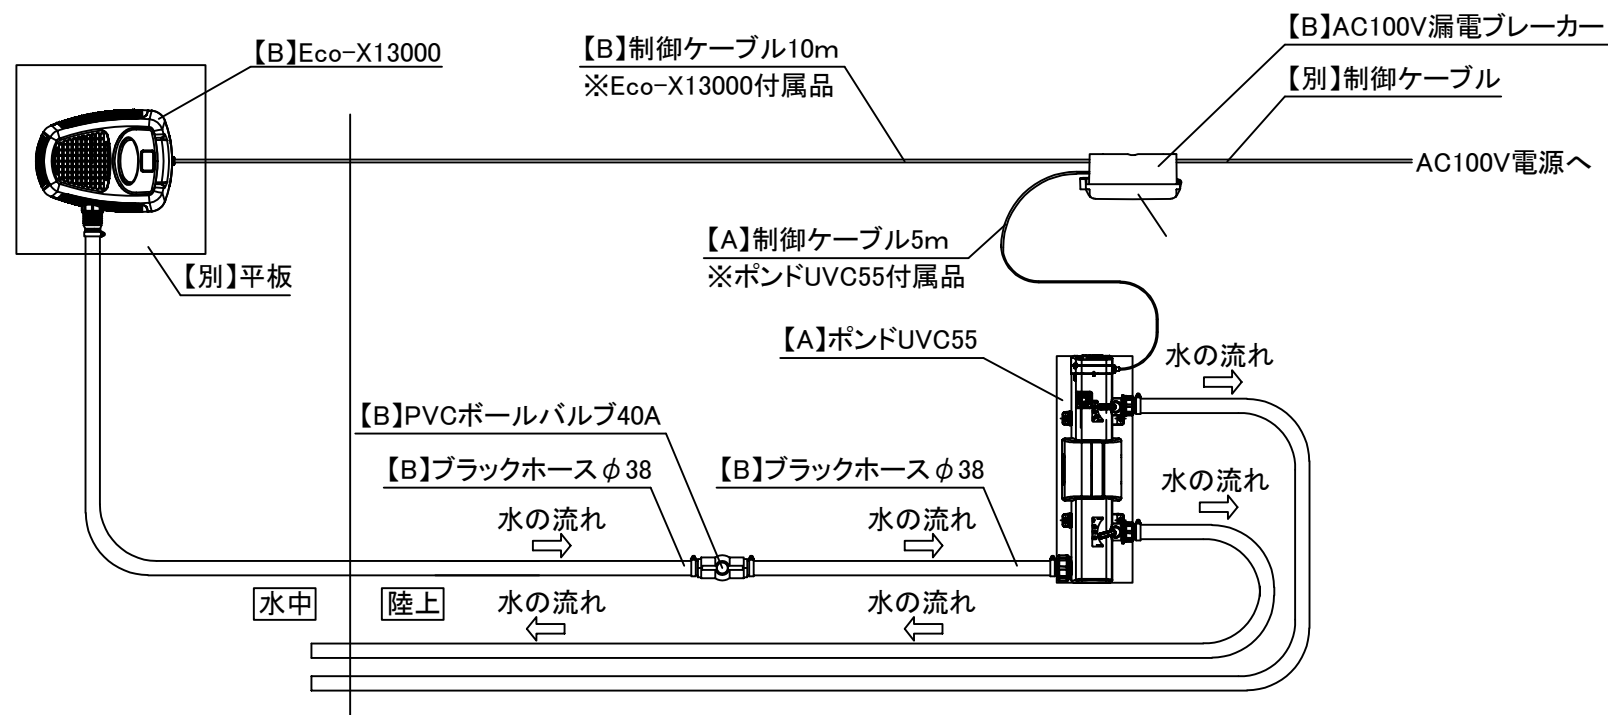 【B】AC100V漏電ブレーカー
【B】Eco-X13000
【B】制御ケーブル10m
※Eco-X13000付属品
【別】制御ケーブル
AC100V電源へ
【A】制御ケーブル5m
※ポンドUVC55付属品
【別】平板
【A】ポンドUVC55
水の流れ
【B】PVCボールバルブ40A
【B】ブラックホースφ38
【B】ブラックホースφ38
水の流れ
水の流れ
水の流れ
水中
陸上
水の流れ
水の流れ